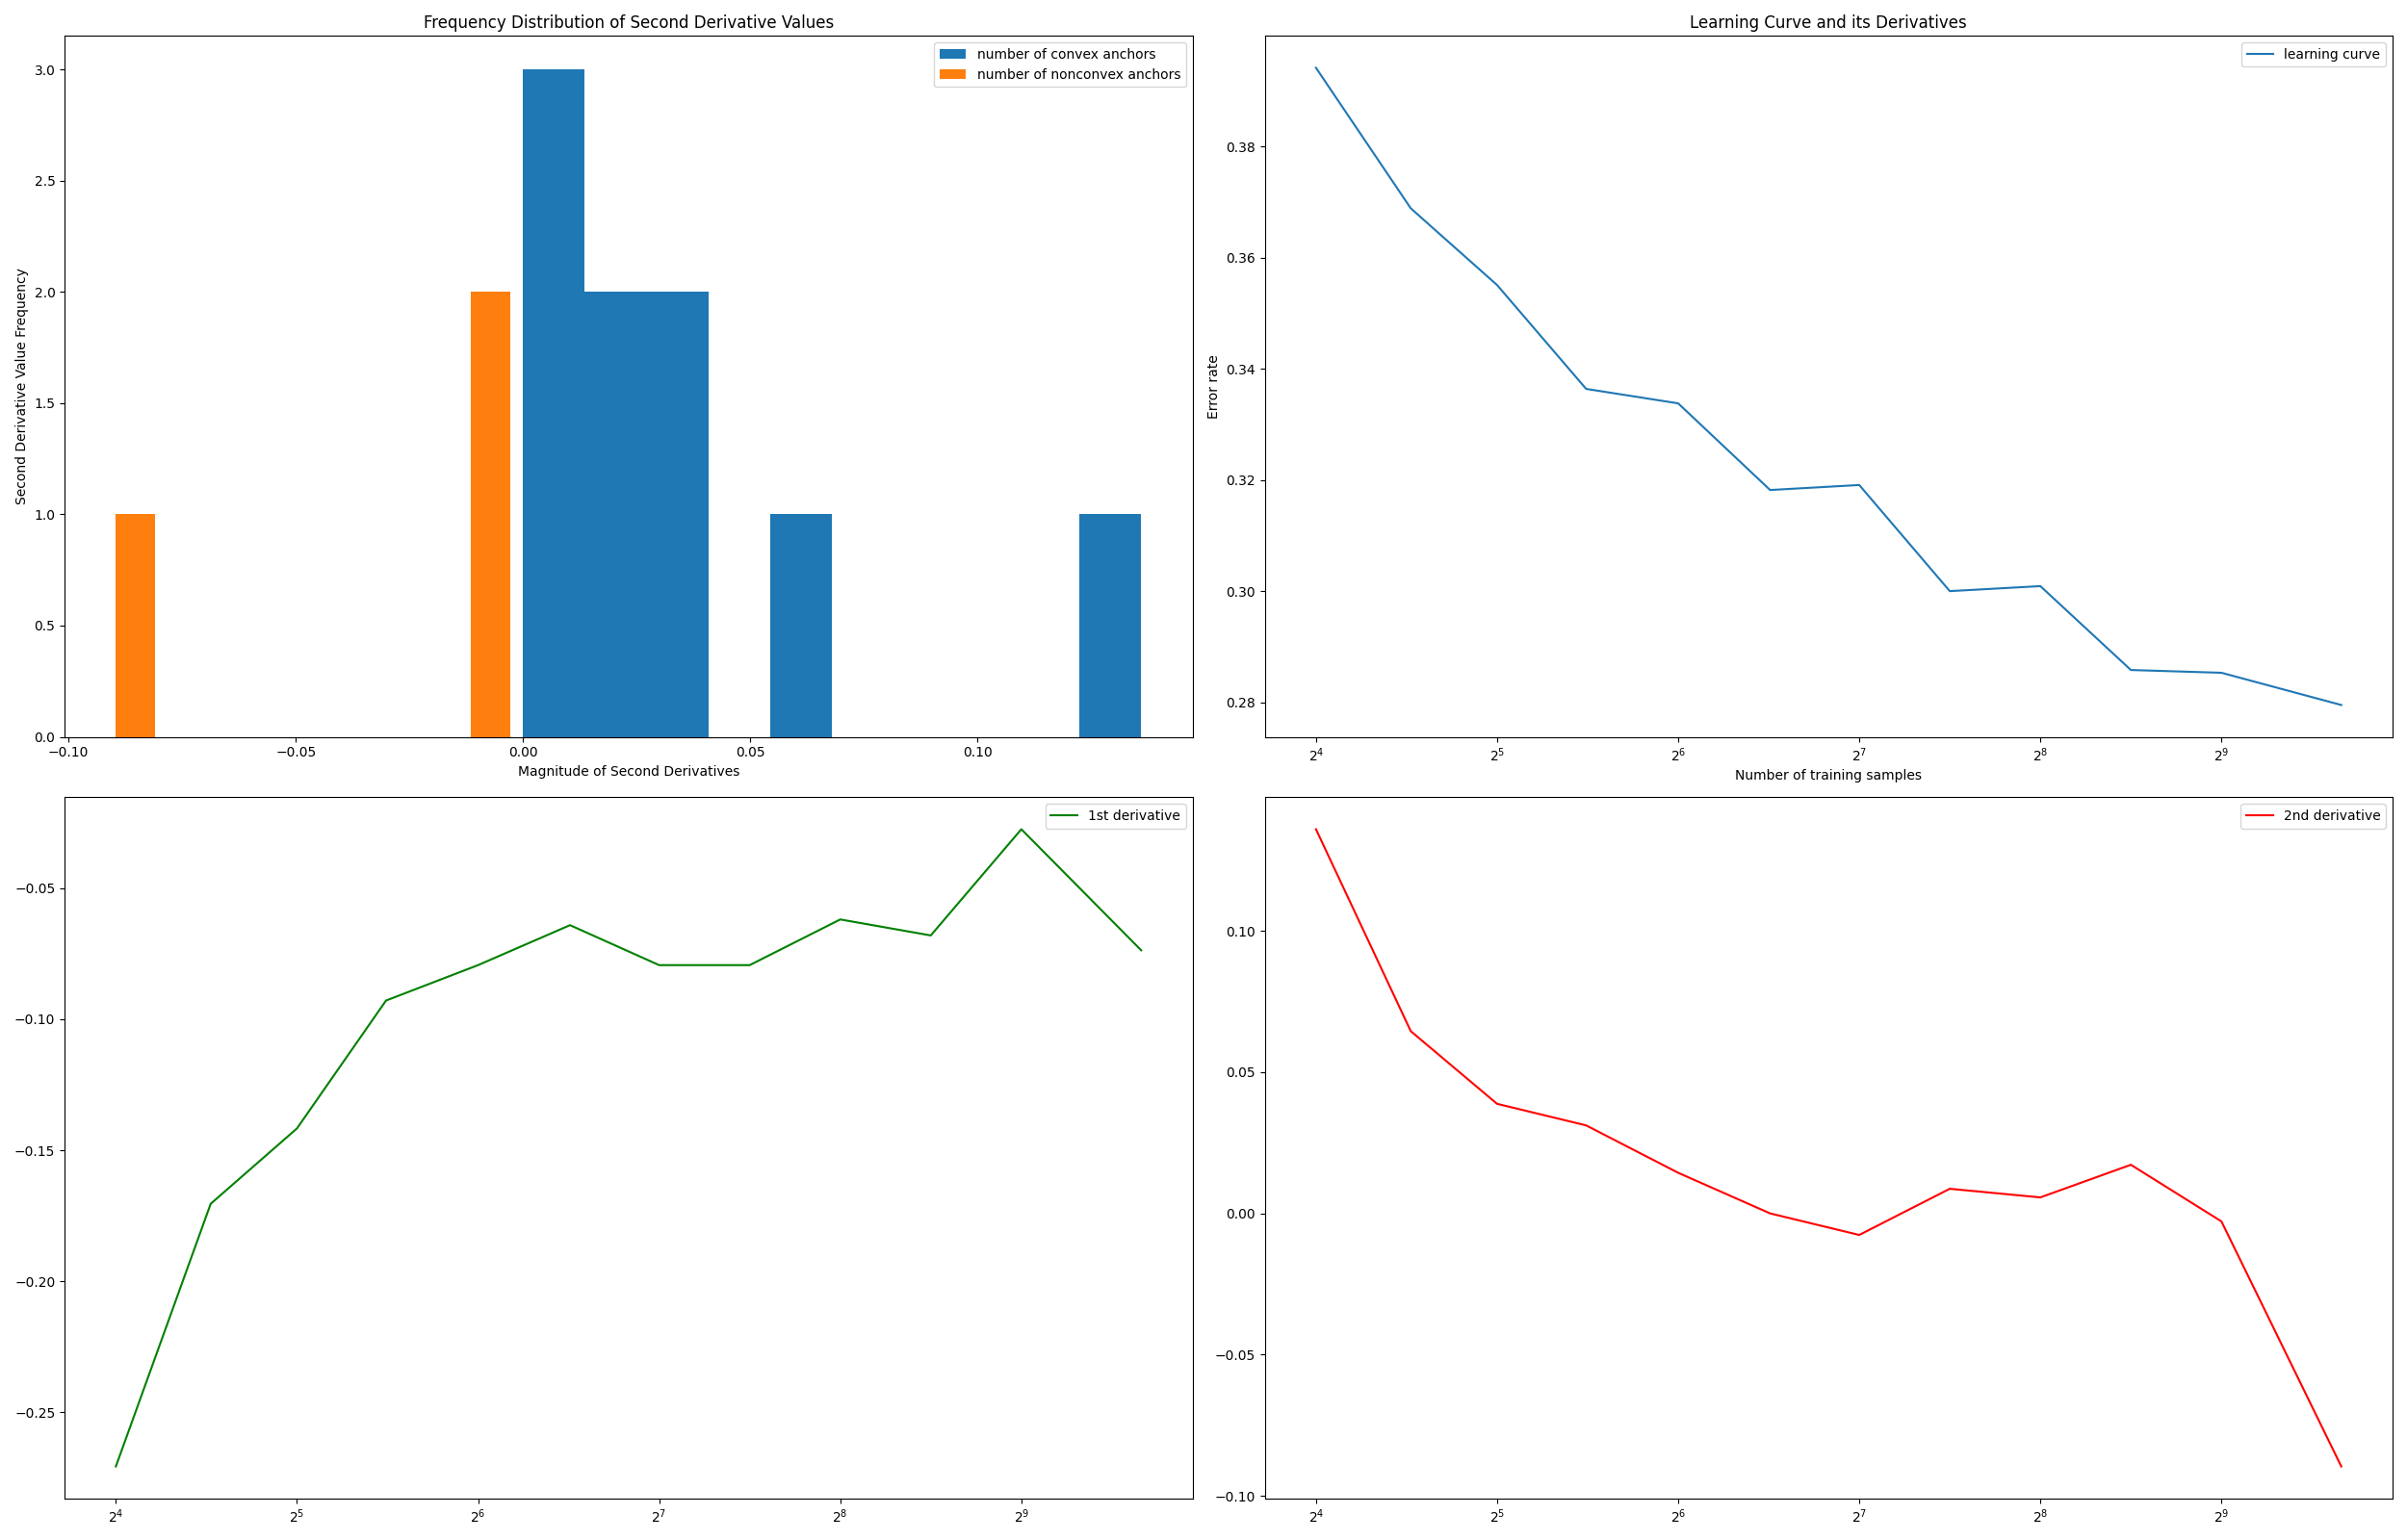 Frequency Distribution of Second Derivative Values
number of convex anchors
number of nonconvex anchors
3.0
2.5
2.0
1.5
1.0
0.5
0.0
Second Derivative Value Frequency
−0.10 −0.05 0.00 0.05 0.10
Magnitude of Second Derivatives
Learning Curve and its Derivatives
learning curve
0.38
0.36
0.34
0.32
0.30
0.28
Error rate
2⁴ 2⁵ 2⁶ 2⁷ 2⁸ 2⁹
Number of training samples
1st derivative
−0.05
−0.10
−0.15
−0.20
−0.25
2⁴ 2⁵ 2⁶ 2⁷ 2⁸ 2⁹
2nd derivative
0.10
0.05
0.00
−0.05
−0.10
2⁴ 2⁵ 2⁶ 2⁷ 2⁸ 2⁹